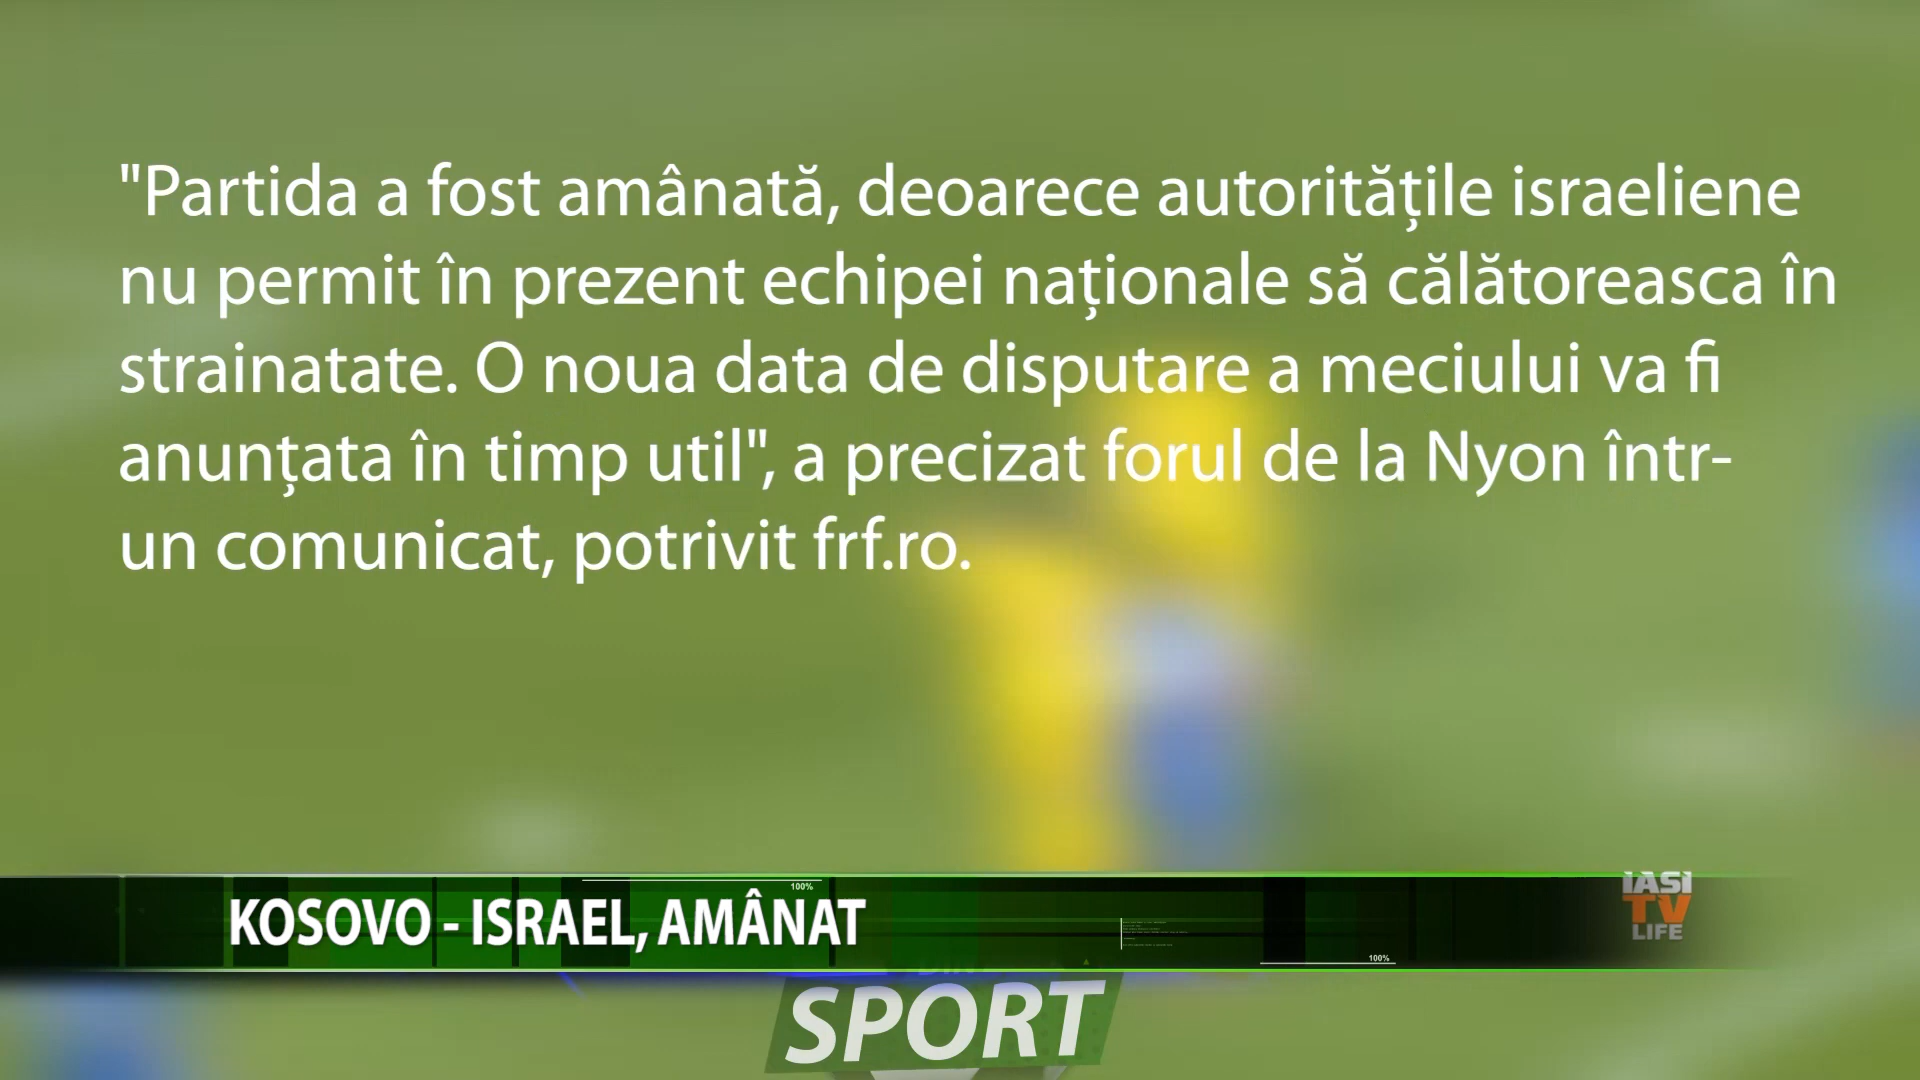 "Partida a fost amânată, deoarece autoritățile israeliene
nu permit în prezent echipei naționale să călătoreasca în
strainatate. O noua data de disputare a meciului va fi
anunțata în timp util", a precizat forul de la Nyon într-
un comunicat, potrivit frf.ro.
100%
KOSOVO - ISRAEL, AMÂNAT
IASI
TV
LIFE
100%
SPORT